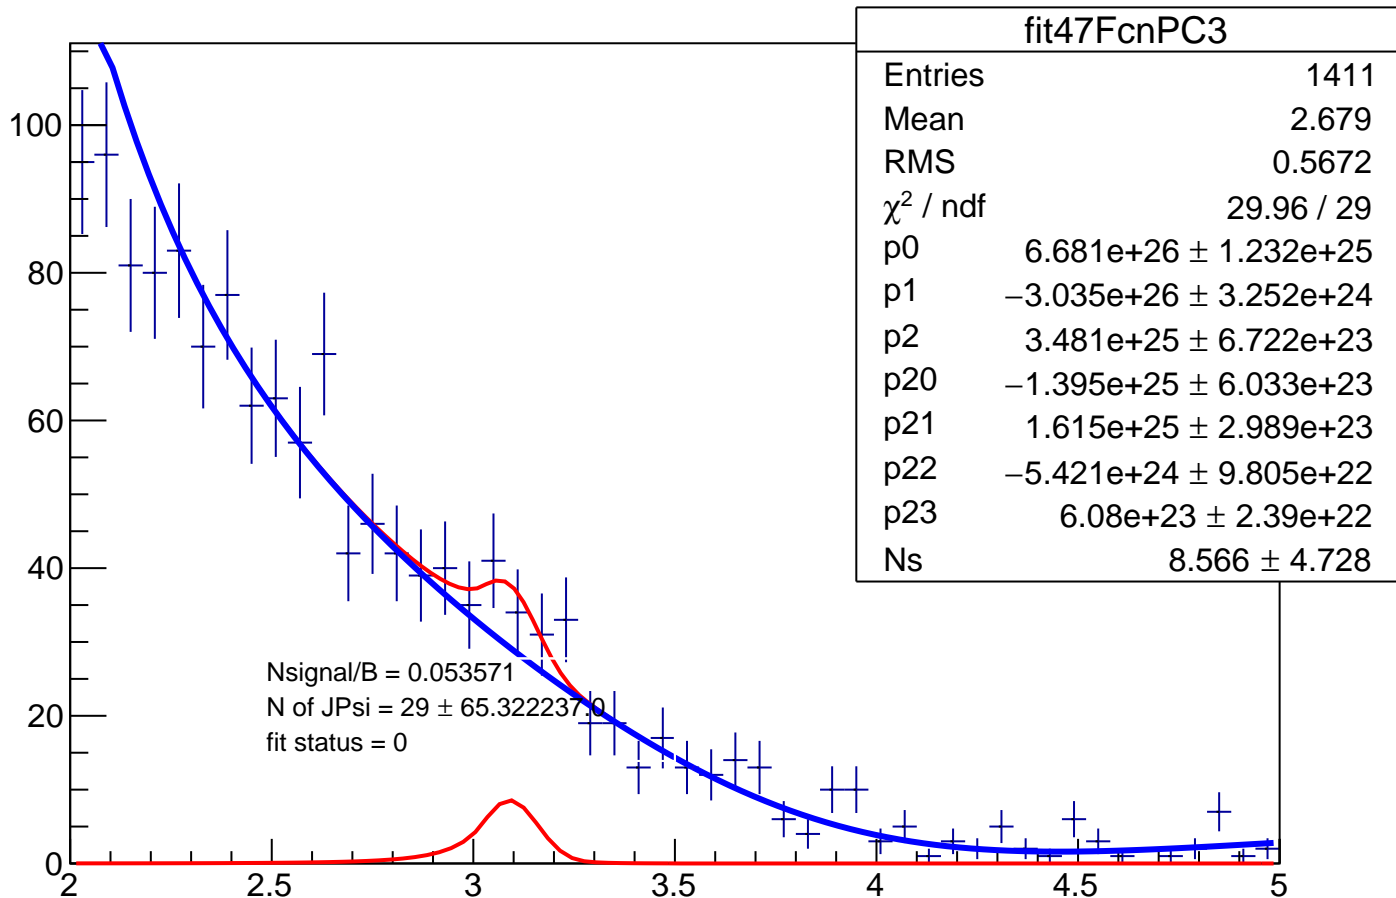 fit47FcnPC3
Entries 1411
Mean 2.679
RMS 0.5672
χ² / ndf 29.96 / 29
p0 6.681e+26 ± 1.232e+25
p1 −3.035e+26 ± 3.252e+24
p2 3.481e+25 ± 6.722e+23
p20 −1.395e+25 ± 6.033e+23
p21 1.615e+25 ± 2.989e+23
p22 −5.421e+24 ± 9.805e+22
p23 6.08e+23 ± 2.39e+22
Ns 8.566 ± 4.728
100
80
60
40
20
0
Nsignal/B = 0.053571
N of JPsi = 29 ± 65.322237.0
fit status = 0
2 2.5 3 3.5 4 4.5 5